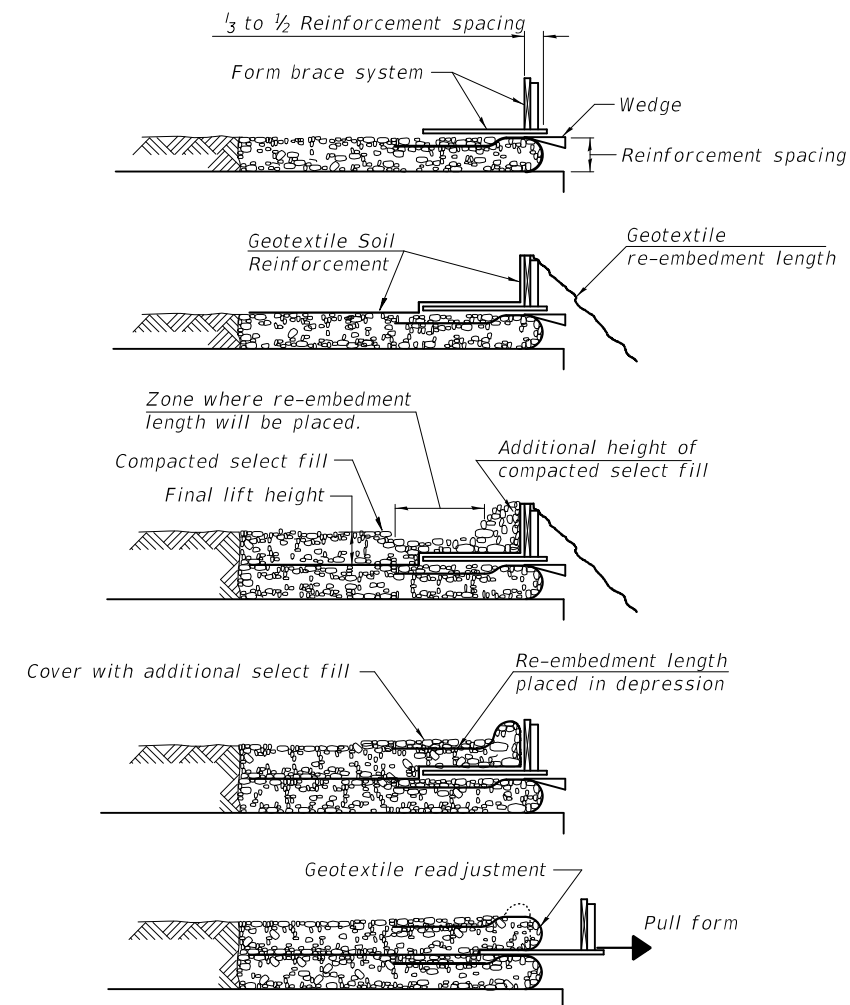 1/3 to 1/2 Reinforcement spacing
Form brace system
Wedge
Reinforcement spacing
Geotextile Soil
Reinforcement
Geotextile
re-embedment length
Zone where re-embedment
length will be placed.
Compacted select fill
Final lift height
Additional height of
compacted select fill
Cover with additional select fill
Re-embedment length
placed in depression
Geotextile readjustment
Pull form